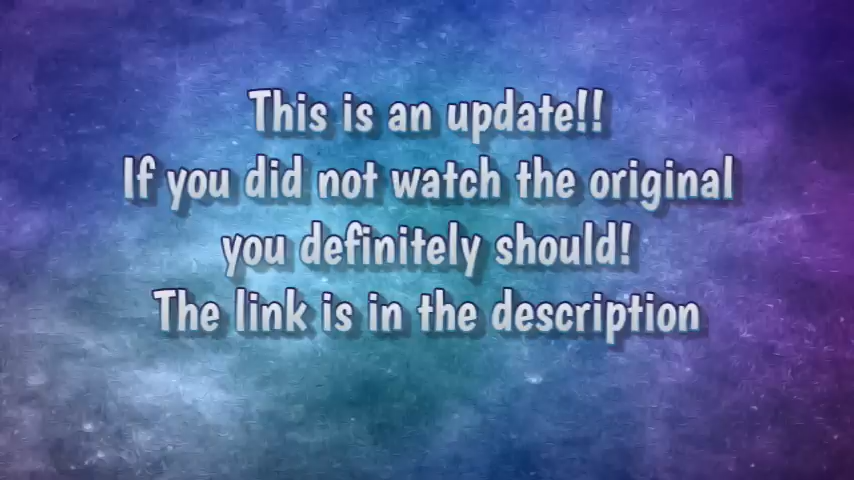 This is an update!!
If you did not watch the original
you definitely should!
The link is in the description